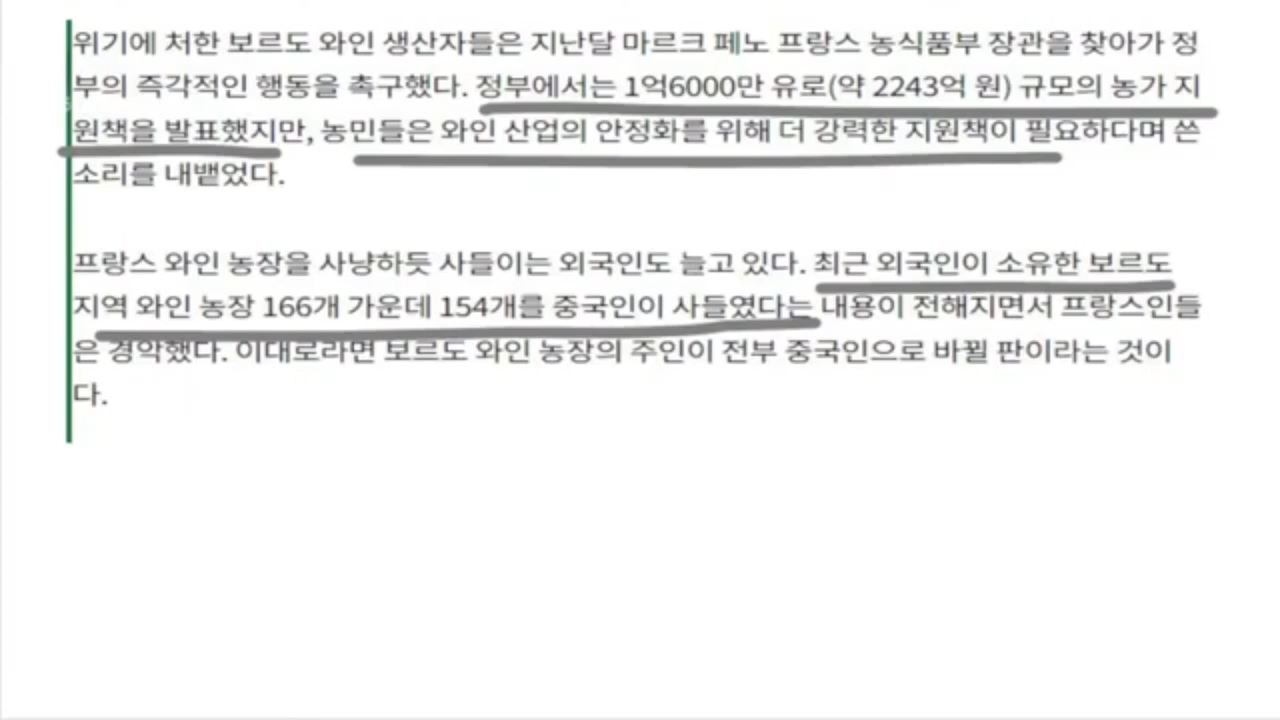 위기에 처한 보르도 와인 생산자들은 지난달 마르크 페노 프랑스 농식품부 장관을 찾아가 정
부의 즉각적인 행동을 촉구했다. 정부에서는 1억6000만 유로(약 2243억 원) 규모의 농가 지
원책을 발표했지만, 농민들은 와인 산업의 안정화를 위해 더 강력한 지원책이 필요하다며 쓴
소리를 내뱉었다.
프랑스 와인 농장을 사냥하듯 사들이는 외국인도 늘고 있다. 최근 외국인이 소유한 보르도
지역 와인 농장 166개 가운데 154개를 중국인이 사들였다는 내용이 전해지면서 프랑스인들
은 경악했다. 이대로라면 보르도 와인 농장의 주인이 전부 중국인으로 바뀔 판이라는 것이
다.